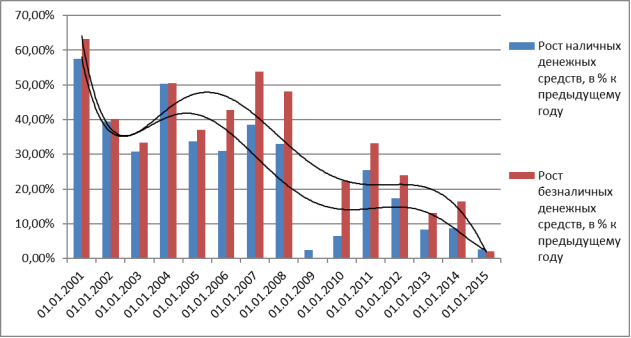 70,00%
60,00%
50,00%
40,00%
30,00%
20,00%
10,00%
0,00%
01.01.2001
01.01.2002
01.01.2003
01.01.2004
01.01.2005
01.01.2006
01.01.2007
01.01.2008
01.01.2009
01.01.2010
01.01.2011
01.01.2012
01.01.2013
01.01.2014
01.01.2015
Рост наличных
денежных
средств, в % к
предыдущему
году
Рост
безналичных
денежных
средств, в % к
предыдущему
году